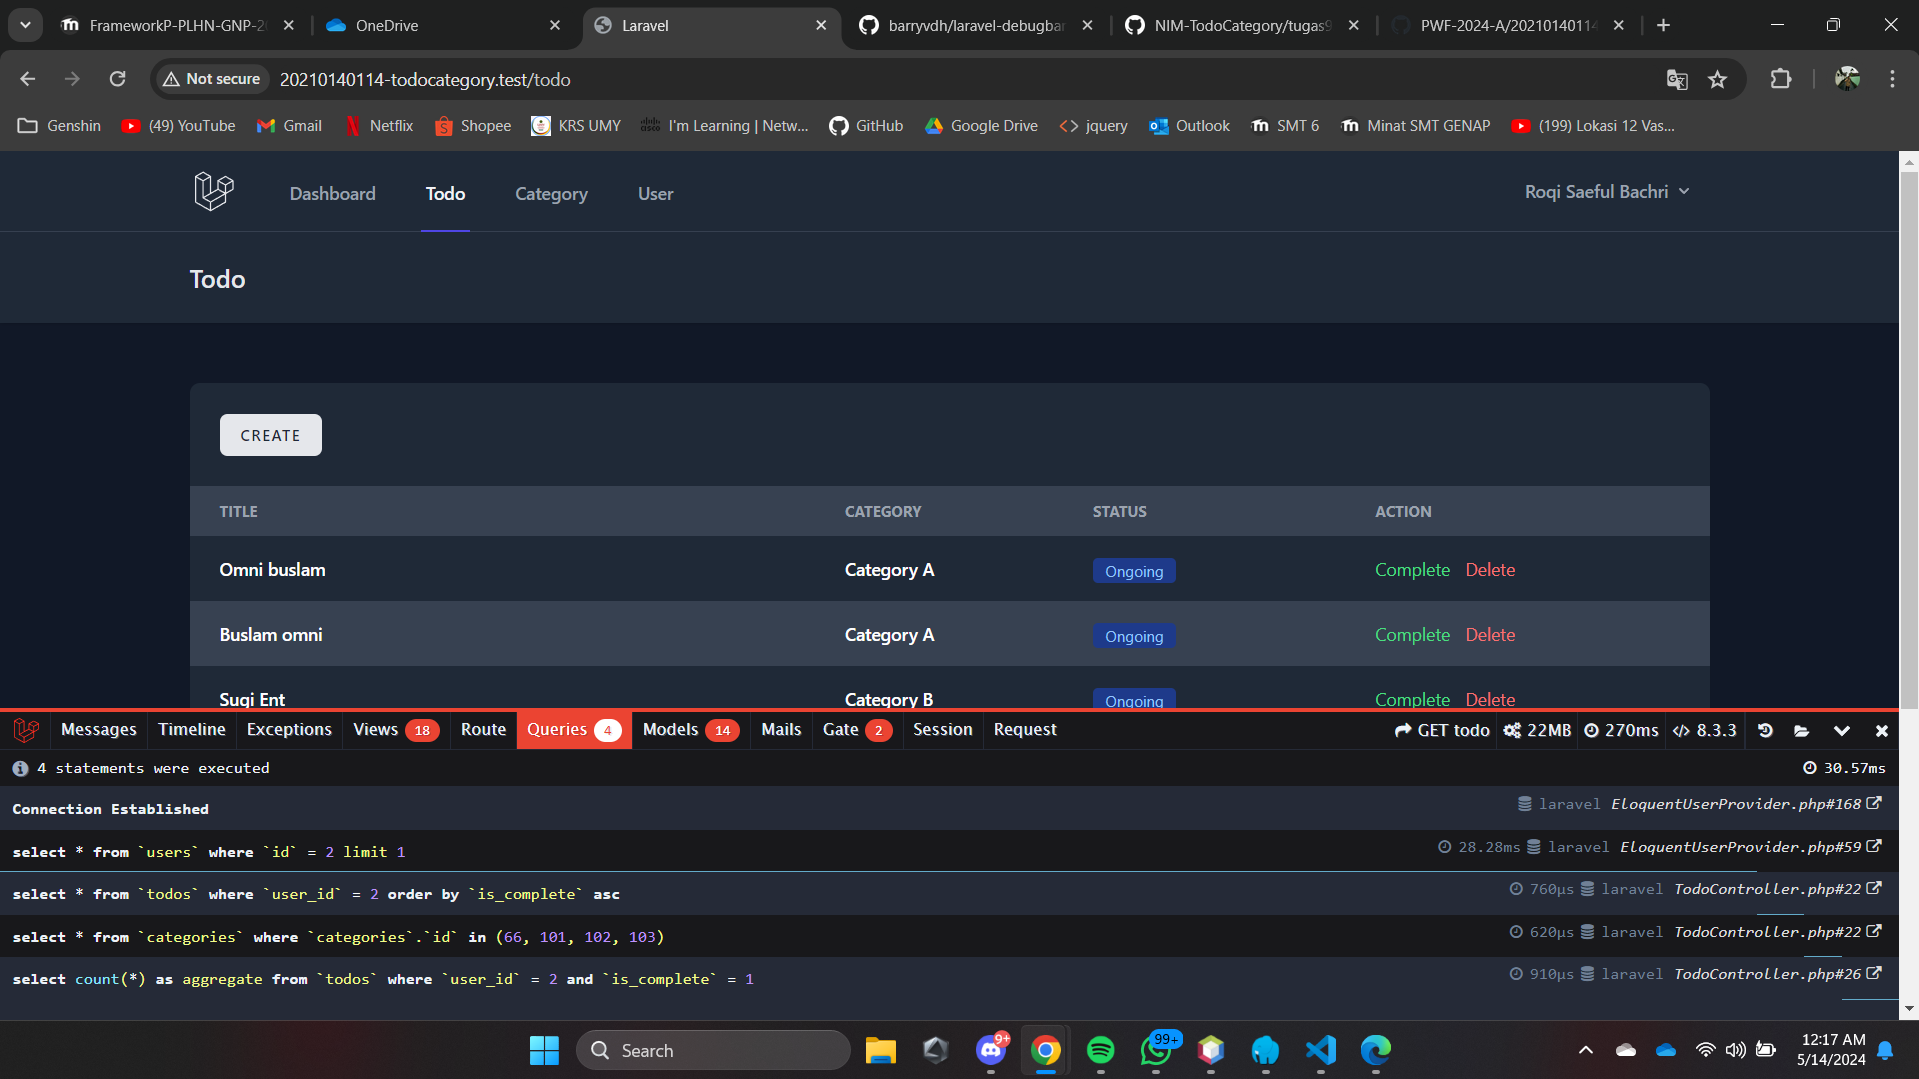 FrameworkP-PLHN-GNP-2
OneDrive
Laravel
barryvdh/laravel-debugbar
NIM-TodoCategory/tugas9
PWF-2024-A/20210140114
Not secure
20210140114-todocategory.test/todo
Genshin
(49) YouTube
Gmail
Netflix
Shopee
KRS UMY
I'm Learning | Netw...
GitHub
Google Drive
jquery
Outlook
SMT 6
Minat SMT GENAP
(199) Lokasi 12 Vas...
Dashboard
Todo
Category
User
Roqi Saeful Bachri
Todo
CREATE
TITLE CATEGORY STATUS ACTION
Omni buslam Category A Ongoing Complete Delete
Buslam omni Category A Ongoing Complete Delete
Sugi Ent Category B Ongoing Complete Delete
Messages Timeline Exceptions Views 18 Route Queries 4 Models 14 Mails Gate 2 Session Request GET todo 22MB 270ms 8.3.3
4 statements were executed 30.57ms
Connection Established laravel EloquentUserProvider.php#168
select * from `users` where `id` = 2 limit 1 28.28ms laravel EloquentUserProvider.php#59
select * from `todos` where `user_id` = 2 order by `is_complete` asc 760μs laravel TodoController.php#22
select * from `categories` where `categories`.`id` in (66, 101, 102, 103) 620μs laravel TodoController.php#22
select count(*) as aggregate from `todos` where `user_id` = 2 and `is_complete` = 1 910μs laravel TodoController.php#26
Search
9+
99+
12:17 AM
5/14/2024